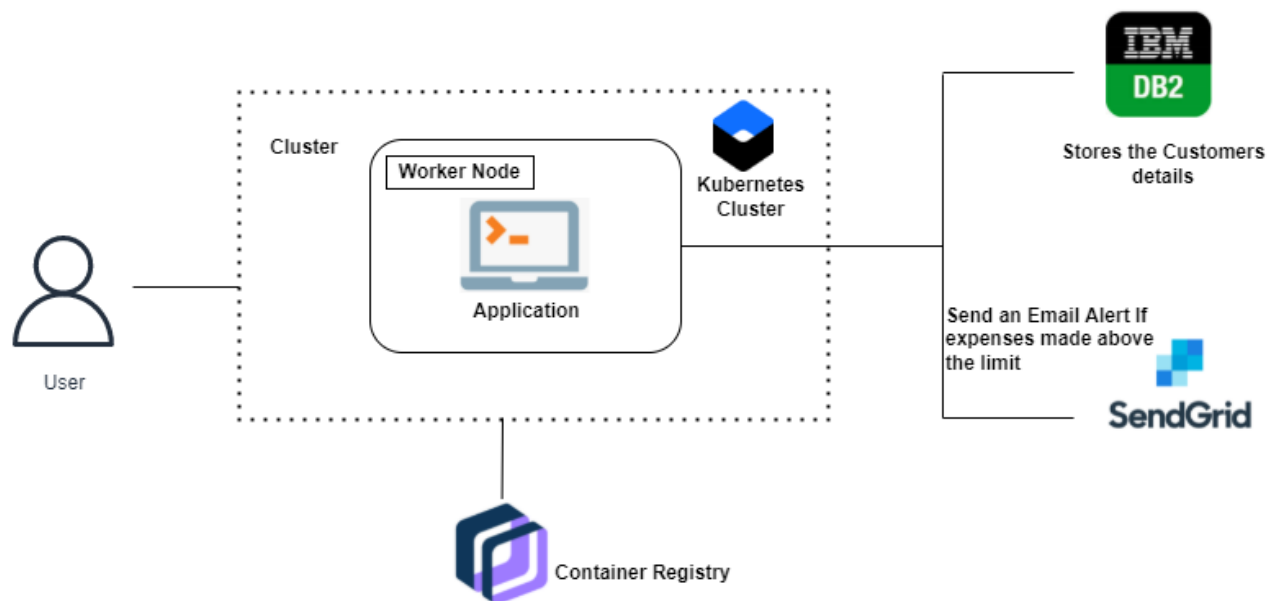 IBM
DB2
Stores the Customers
details
Cluster
Worker Node
Kubernetes
Cluster
Application
User
Send an Email Alert If
expenses made above
the limit
SendGrid
Container Registry